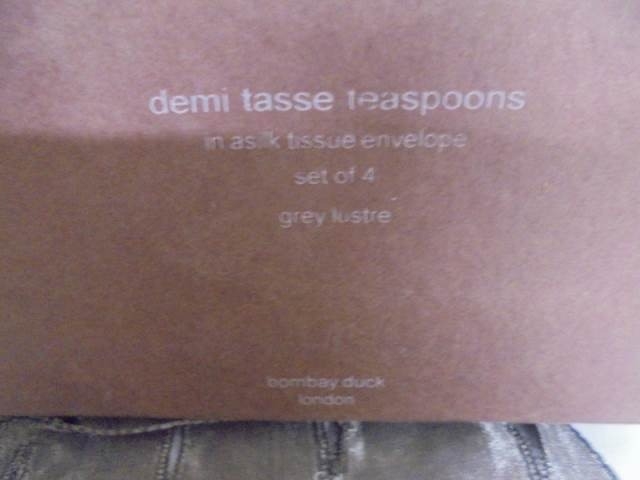 demi tasse teaspoons
in a silk tissue envelope
set of 4
grey lustre
bombay duck
london